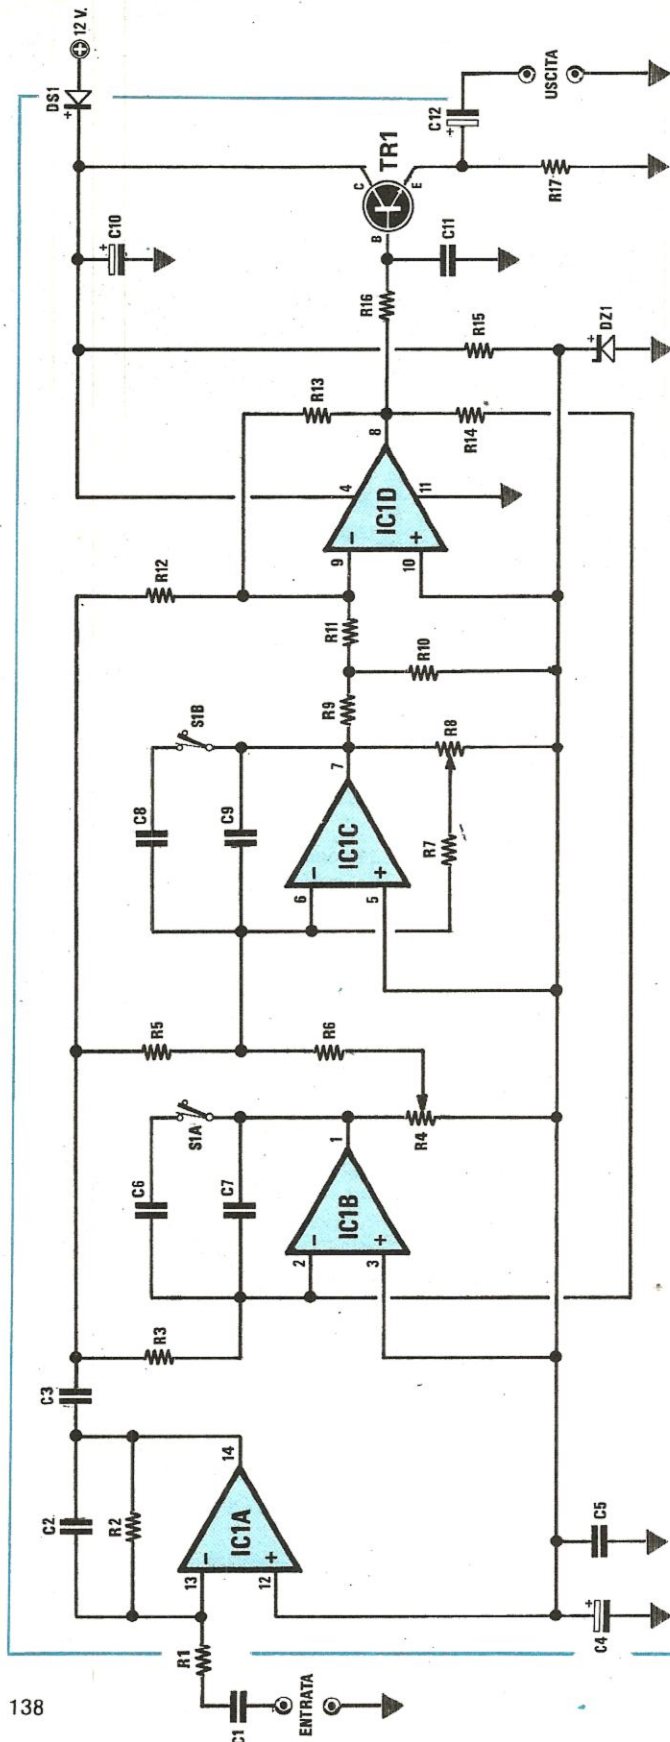 138
ENTRATA
C1
R1
C2
R2
13
12
14
−
+
IC1A
C3
C4
+
C5
R3
C6
C7
S1A
2
3
1
−
+
IC1B
R4
R5
R6
C8
C9
S1B
6
5
7
−
+
IC1C
R7
R8
R9
R10
R11
R12
9
10
8
4
11
−
+
IC1D
R13
R14
R15
R16
DZ1
+
C10
+
C11
B
C
E
TR1
R17
C12
+
DS1
+
12 V.
USCITA